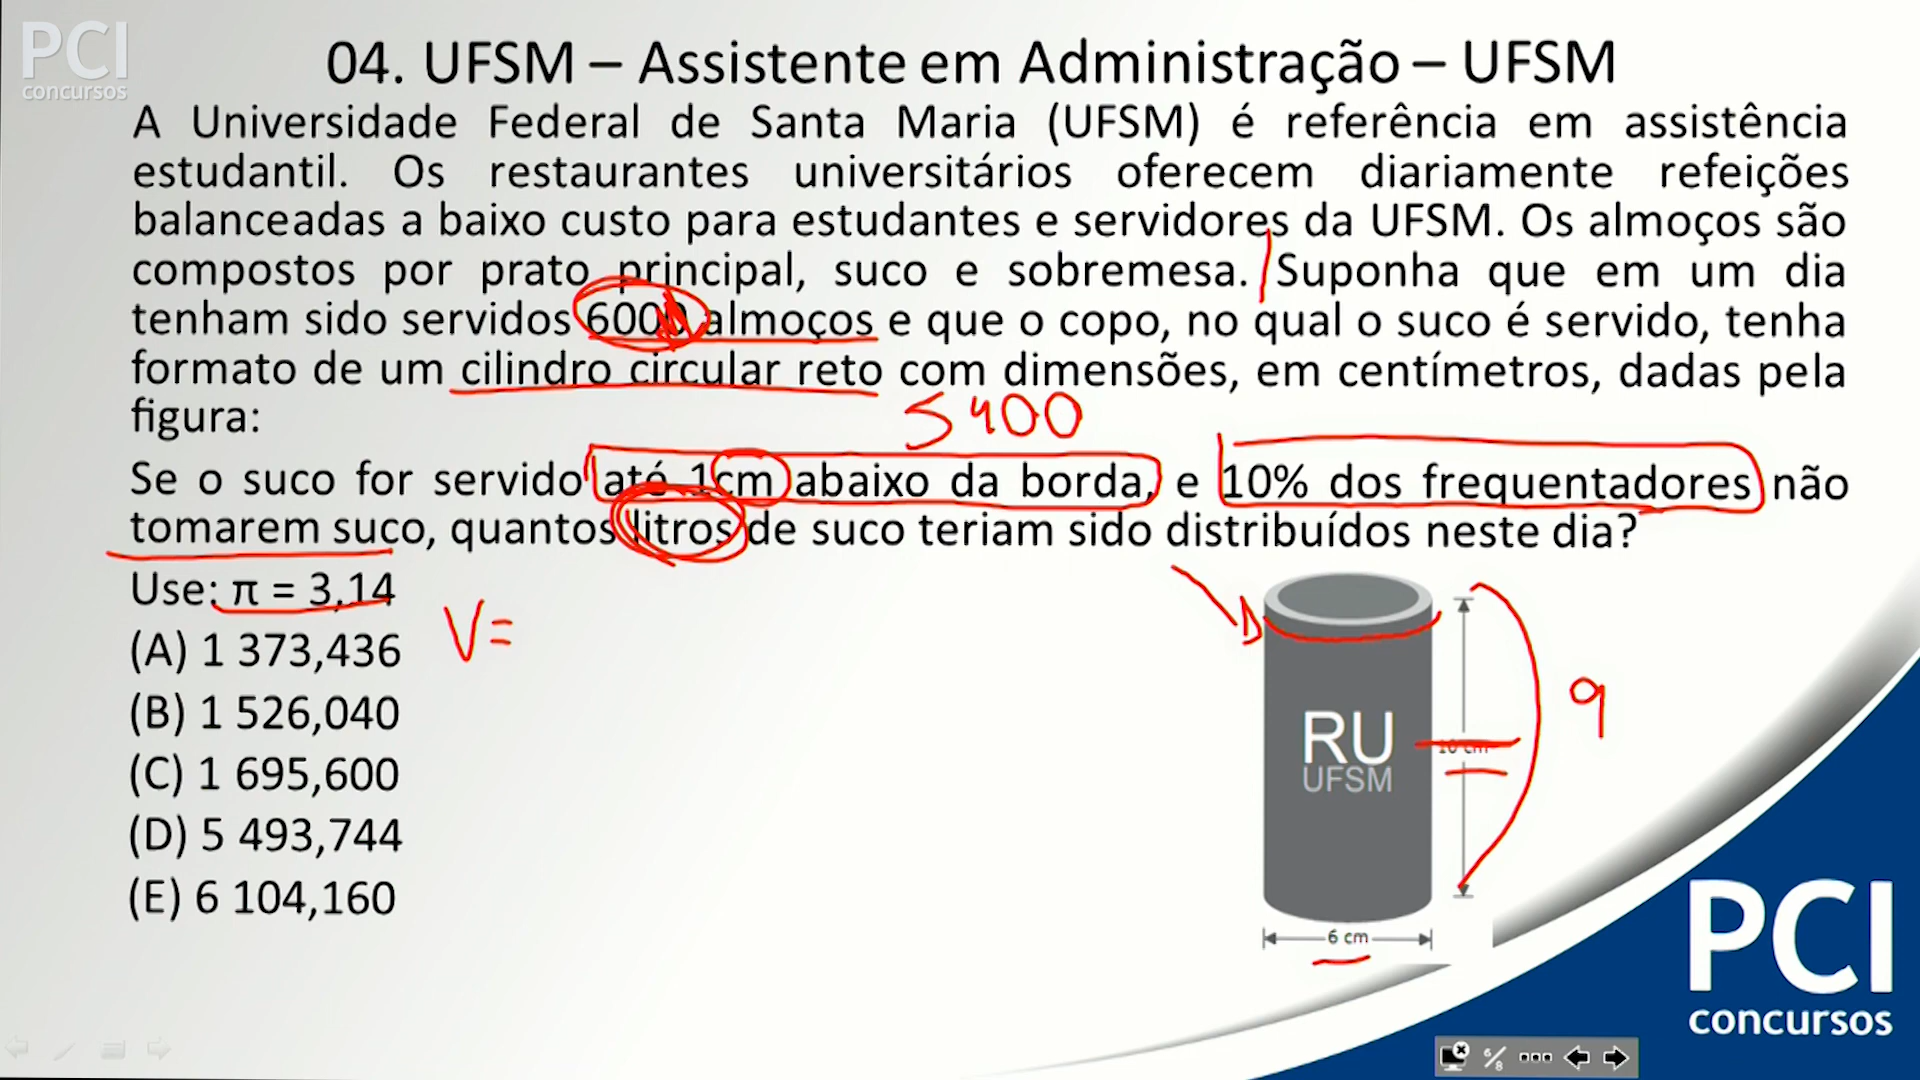 PCI
concursos
04. UFSM – Assistente em Administração – UFSM
A Universidade Federal de Santa Maria (UFSM) é referência em assistência
estudantil. Os restaurantes universitários oferecem diariamente refeições
balanceadas a baixo custo para estudantes e servidores da UFSM. Os almoços são
compostos por prato principal, suco e sobremesa. Suponha que em um dia
tenham sido servidos 6000 almoços e que o copo, no qual o suco é servido, tenha
formato de um cilindro circular reto com dimensões, em centímetros, dadas pela
figura:
5400
Se o suco for servido até 1cm abaixo da borda, e 10% dos frequentadores não
tomarem suco, quantos litros de suco teriam sido distribuídos neste dia?
Use: π = 3,14
V=
(A) 1 373,436
(B) 1 526,040
(C) 1 695,600
(D) 5 493,744
(E) 6 104,160
RU
UFSM
10 cm
9
6 cm
PCI
concursos
6/8